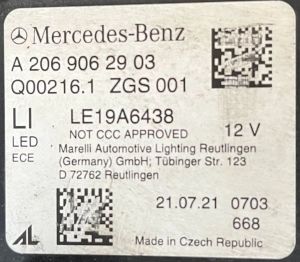 Mercedes-Benz
A 206 906 29 03
Q00216.1 ZGS 001
LI LE19A6438
LED NOT CCC APPROVED 12 V
ECE Marelli Automotive Lighting Reutlingen
(Germany) GmbH; Tübinger Str. 123
D 72762 Reutlingen
21.07.21 0703
668
AL Made in Czech Republic